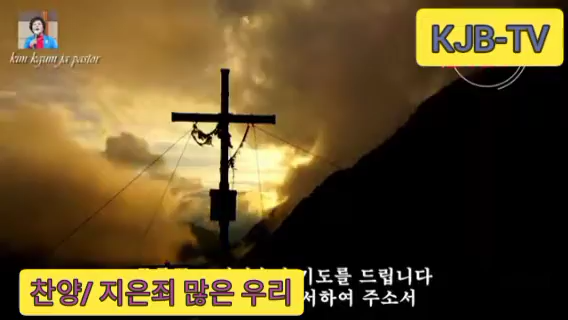 KJB-TV
kim kyum ja pastor
기도를 드립니다
서하여 주소서
찬양/ 지은죄 많은 우리